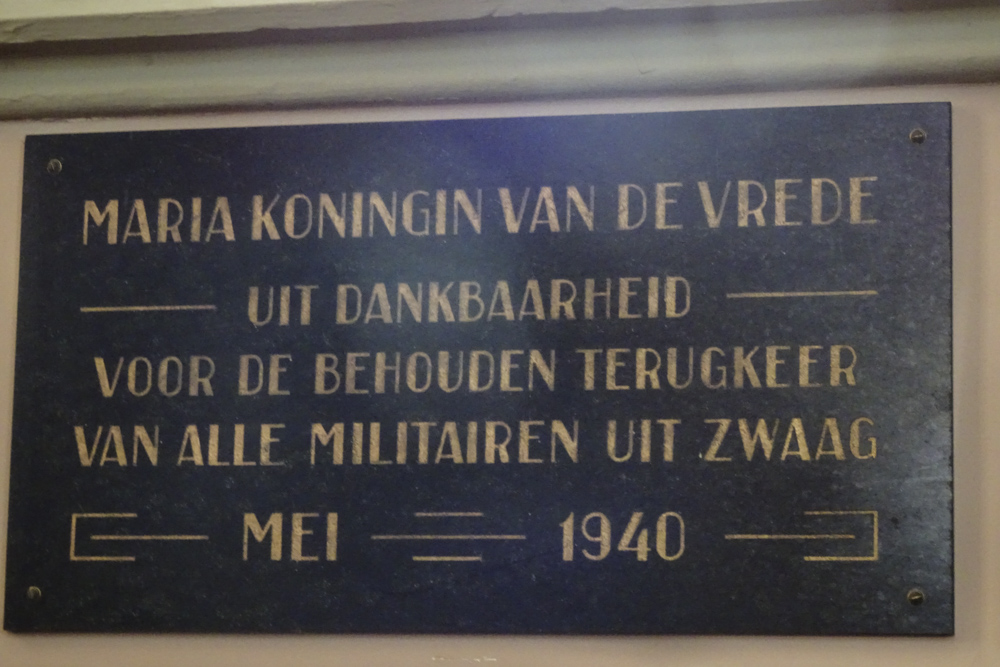 MARIA KONINGIN VAN DE VREDE
UIT DANKBAARHEID
VOOR DE BEHOUDEN TERUGKEER
VAN ALLE MILITAIREN UIT ZWAAG
MEI 1940